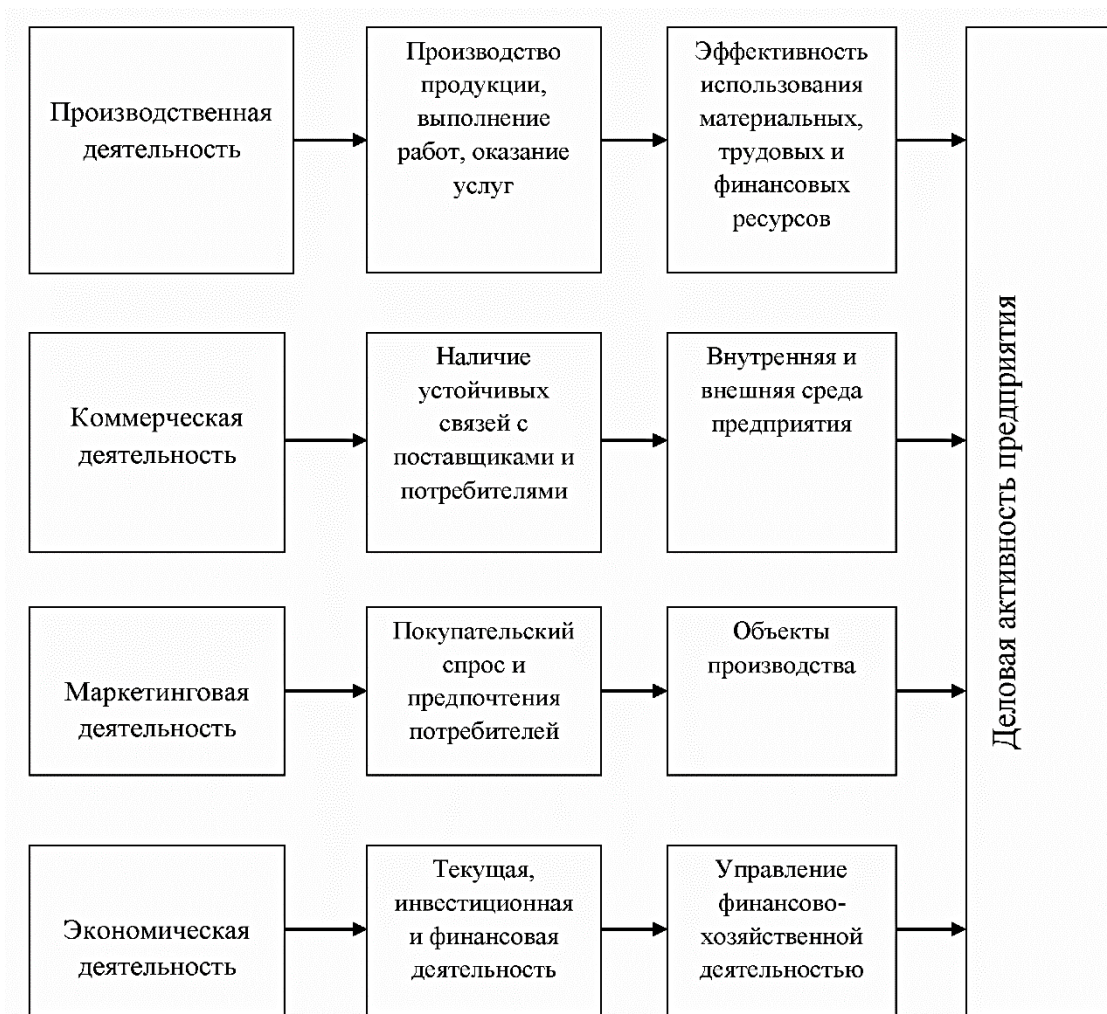 Производственная
деятельность
Производство
продукции,
выполнение
работ, оказание
услуг
Эффективность
использования
материальных,
трудовых и
финансовых
ресурсов
Коммерческая
деятельность
Наличие
устойчивых
связей с
поставщиками и
потребителями
Внутренняя и
внешняя среда
предприятия
Маркетинговая
деятельность
Покупательский
спрос и
предпочтения
потребителей
Объекты
производства
Экономическая
деятельность
Текущая,
инвестиционная
и финансовая
деятельность
Управление
финансово-
хозяйственной
деятельностью
Деловая активность предприятия